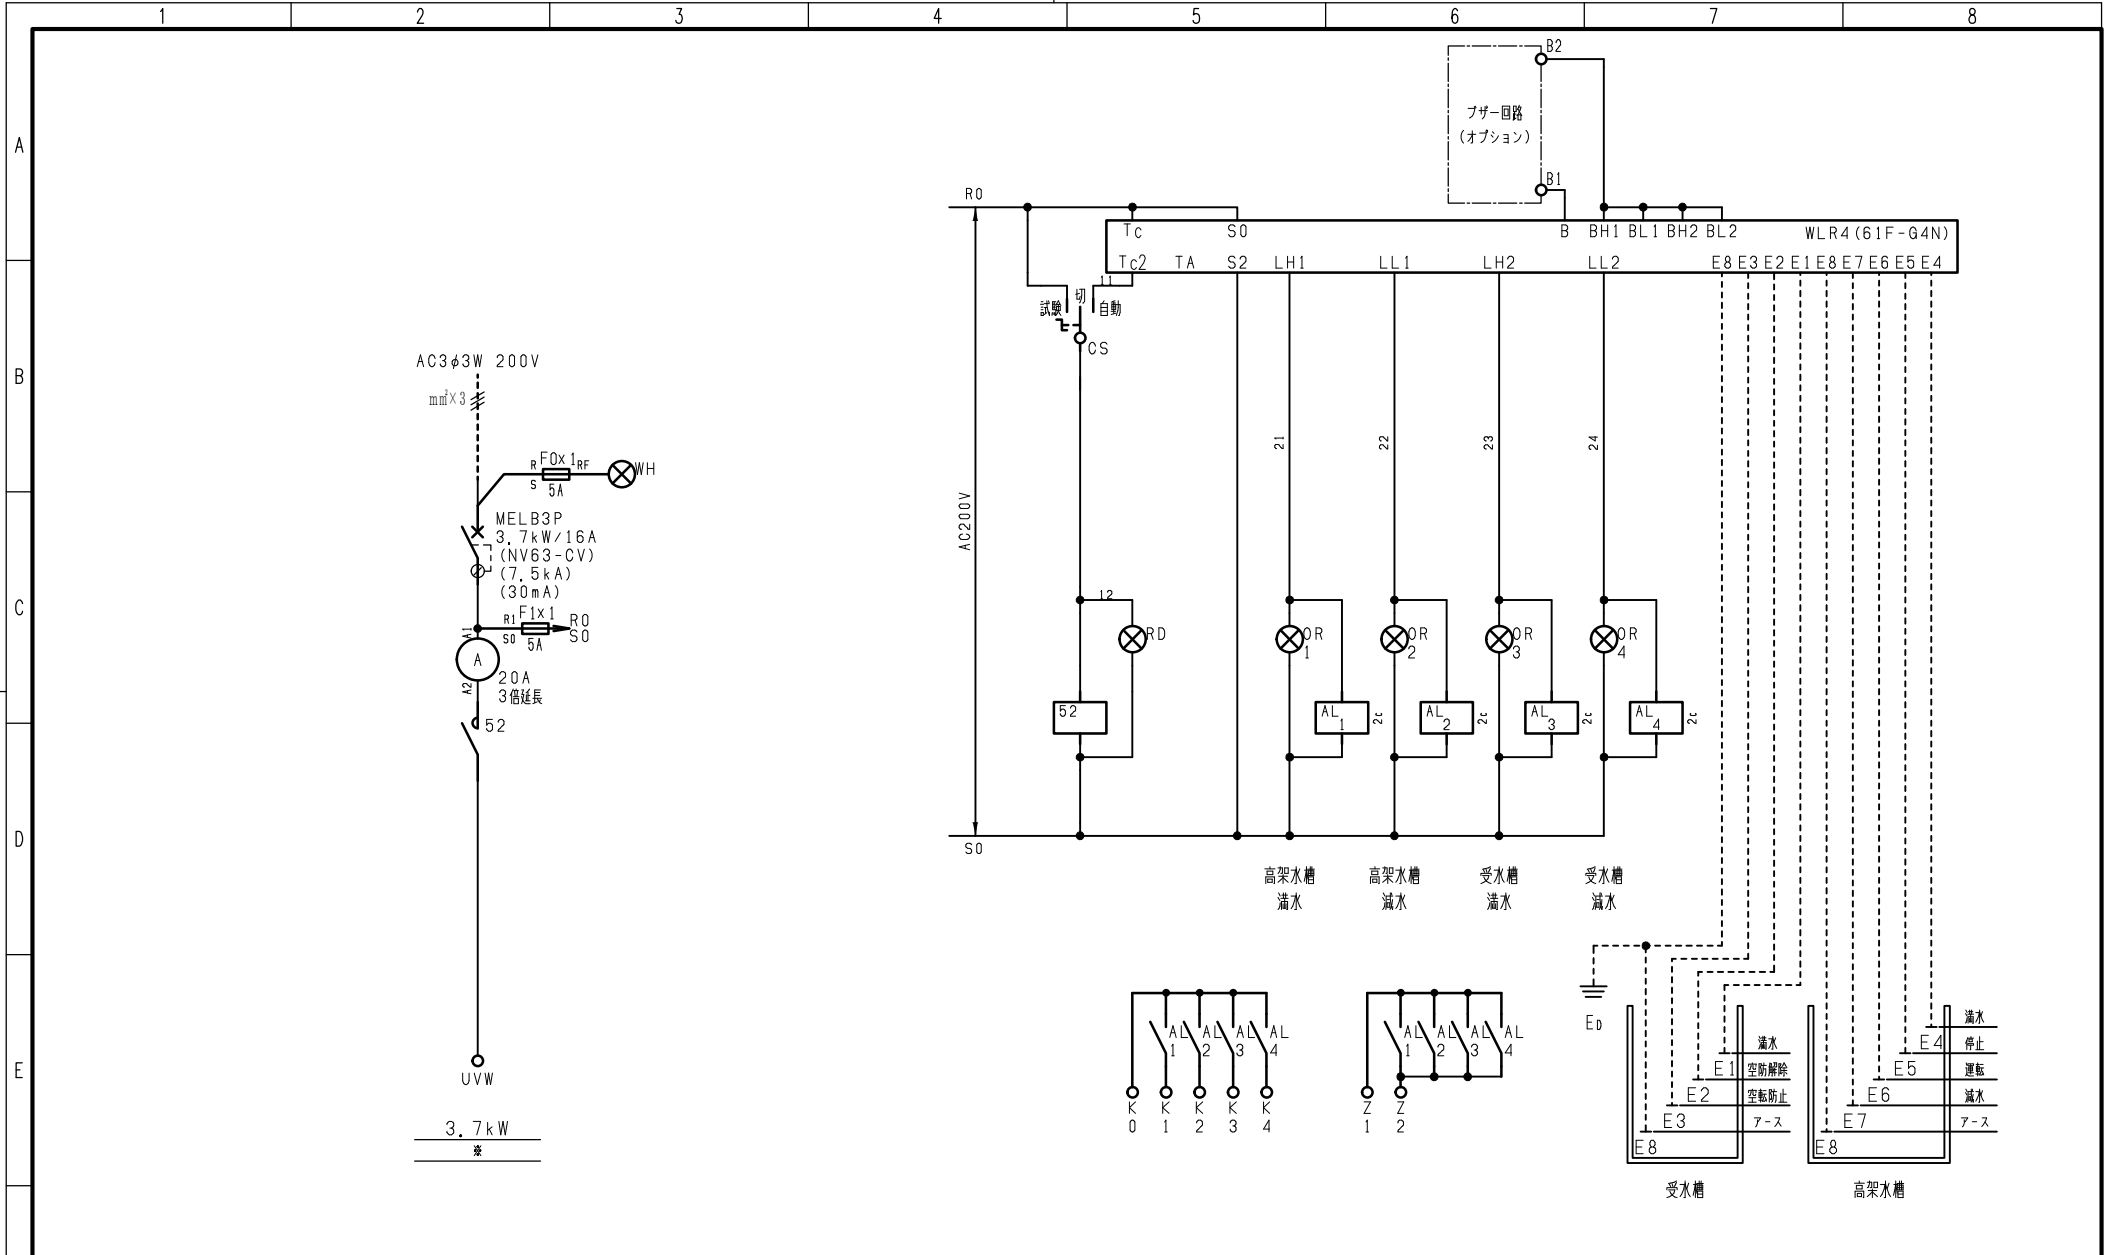 1 2 3 4 5 6 7 8
A
B
C
D
E
AC3φ3W 200V
mm²×3
R F0x1 RF
S 5A
WH
MELB3P
3.7kW/16A
(NV63-CV)
(7.5kA)
(30mA)
R1 F1x1 R0
S0 5A S0
A1
A
A2
20A
3倍延長
52
UVW
3.7kW
※
B2
ブザー回路
(オプション)
B1
R0
AC200V
S0
Tc S0 B BH1 BL1 BH2 BL2 WLR4(61F-G4N)
Tc2 TA S2 LH1 LL1 LH2 LL2 E8 E3 E2 E1 E8 E7 E6 E5 E4
11
試験 切 自動
CS
21 22 23 24
12
RD
OR
1
OR
2
OR
3
OR
4
52
AL
1
2c
AL
2
2c
AL
3
2c
AL
4
2c
高架水槽
満水
高架水槽
減水
受水槽
満水
受水槽
減水
AL
1
AL
2
AL
3
AL
4
K
0
K
1
K
2
K
3
K
4
AL
1
AL
2
AL
3
AL
4
Z
1
Z
2
ED
満水
E1 空防解除
E2 空転防止
E3 アース
E8
受水槽
満水
E4 停止
E5 運転
E6 減水
E7 アース
E8
高架水槽